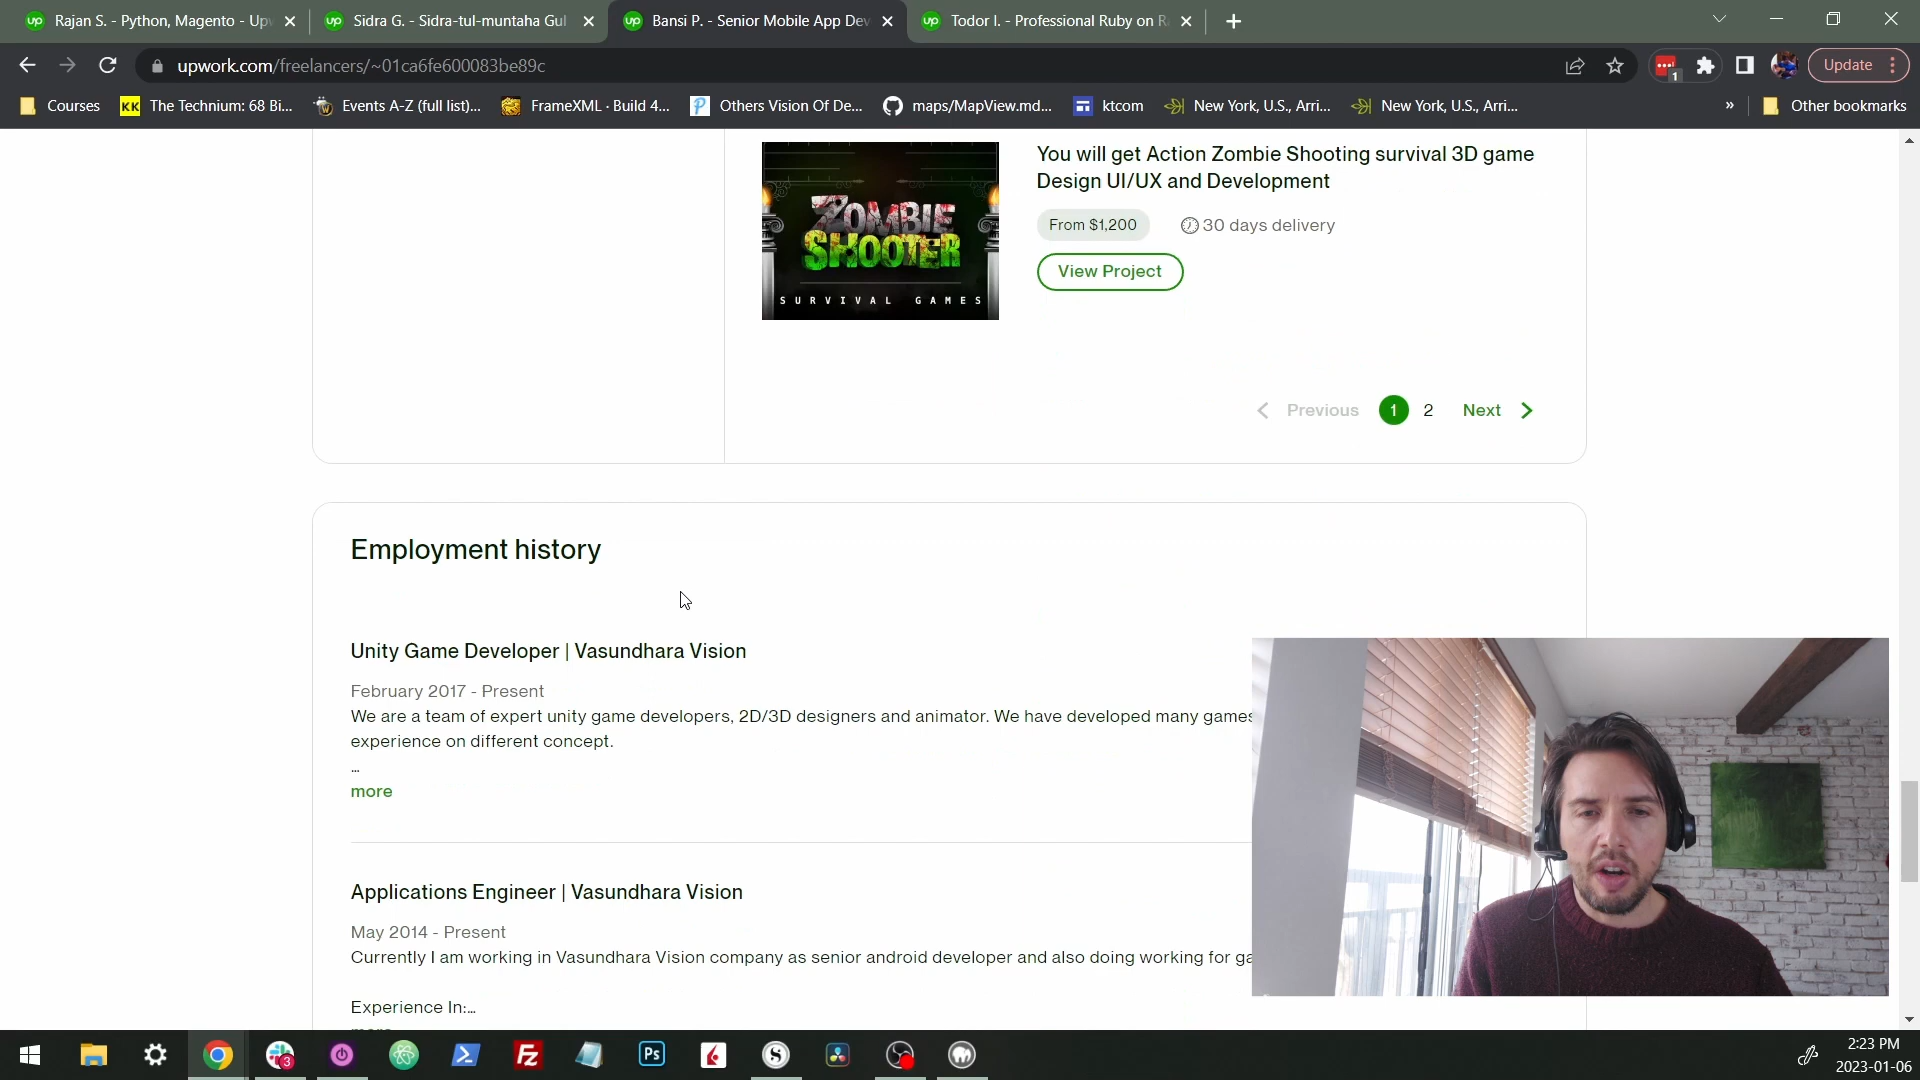 Rajan S. - Python, Magento - Upw
Sidra G. - Sidra-tul-muntaha Gul
Bansi P. - Senior Mobile App Dev
Todor I. - Professional Ruby on Ra
upwork.com/freelancers/~01ca6fe600083be89c
1
Update
Courses
KK The Technium: 68 Bi...
Events A-Z (full list)...
FrameXML · Build 4...
Others Vision Of De...
maps/MapView.md...
ktcom
New York, U.S., Arri...
New York, U.S., Arri...
»
Other bookmarks
ZOMBIE
SHOOTER
SURVIVAL GAMES
You will get Action Zombie Shooting survival 3D game
Design UI/UX and Development
From $1,200
30 days delivery
View Project
Previous 1 2 Next
Employment history
Unity Game Developer | Vasundhara Vision
February 2017 - Present
We are a team of expert unity game developers, 2D/3D designers and animator. We have developed many games
experience on different concept.
...
more
Applications Engineer | Vasundhara Vision
May 2014 - Present
Currently I am working in Vasundhara Vision company as senior android developer and also doing working for ga
Experience In:...
more
3
Fz
Ps
2:23 PM
2023-01-06